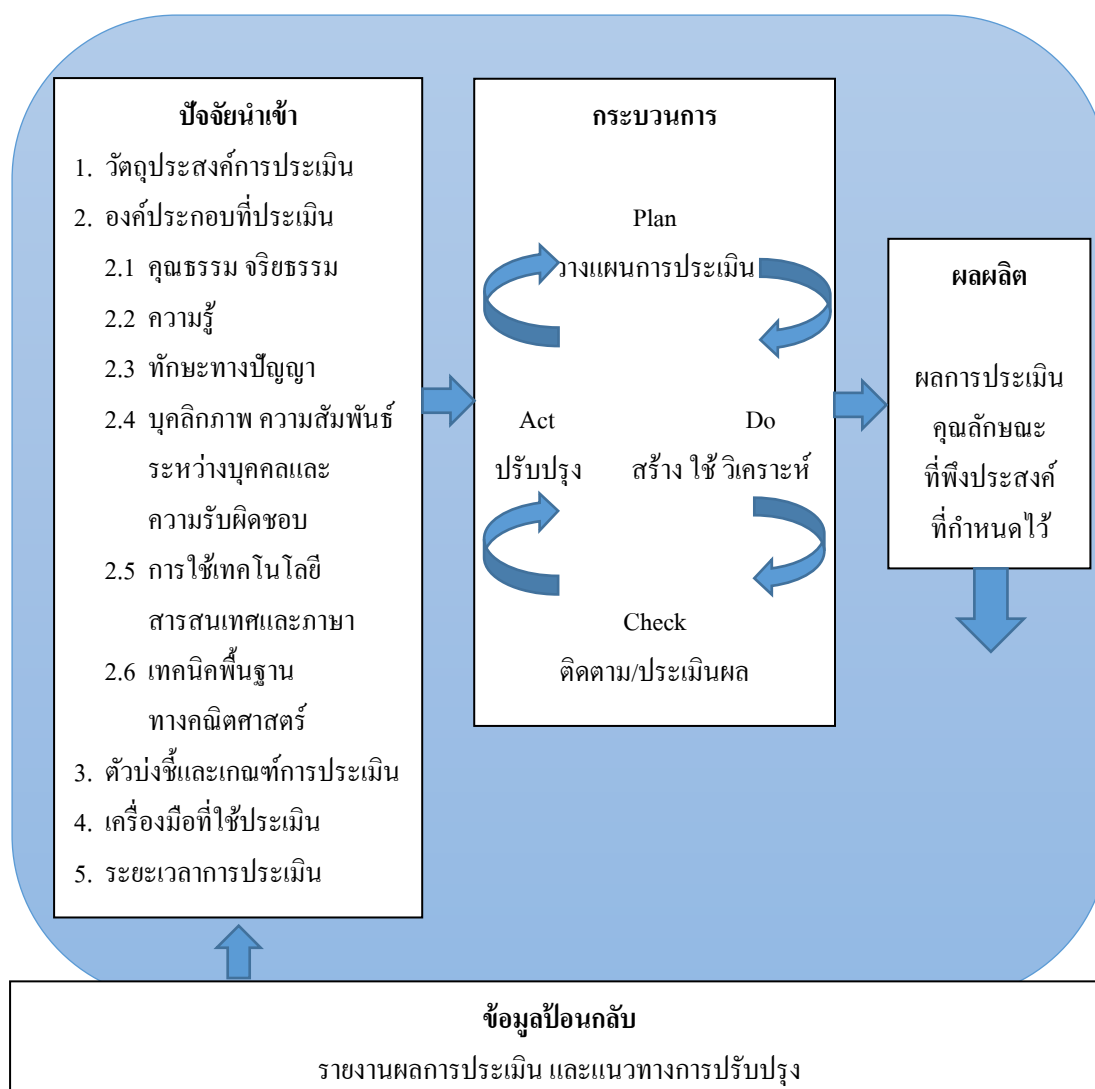 ปัจจัยนำเข้า
1. วัตถุประสงค์การประเมิน
2. องค์ประกอบที่ประเมิน
2.1 คุณธรรม จริยธรรม
2.2 ความรู้
2.3 ทักษะทางปัญญา
2.4 บุคลิกภาพ ความสัมพันธ์
ระหว่างบุคคลและ
ความรับผิดชอบ
2.5 การใช้เทคโนโลยี
สารสนเทศและภาษา
2.6 เทคนิคพื้นฐาน
ทางคณิตศาสตร์
3. ตัวบ่งชี้และเกณฑ์การประเมิน
4. เครื่องมือที่ใช้ประเมิน
5. ระยะเวลาการประเมิน
กระบวนการ
Plan
วางแผนการประเมิน
Act
ปรับปรุง
Do
สร้าง ใช้ วิเคราะห์
Check
ติดตาม/ประเมินผล
ผลผลิต
ผลการประเมิน
คุณลักษณะ
ที่พึงประสงค์
ที่กำหนดไว้
ข้อมูลป้อนกลับ
รายงานผลการประเมิน และแนวทางการปรับปรุง